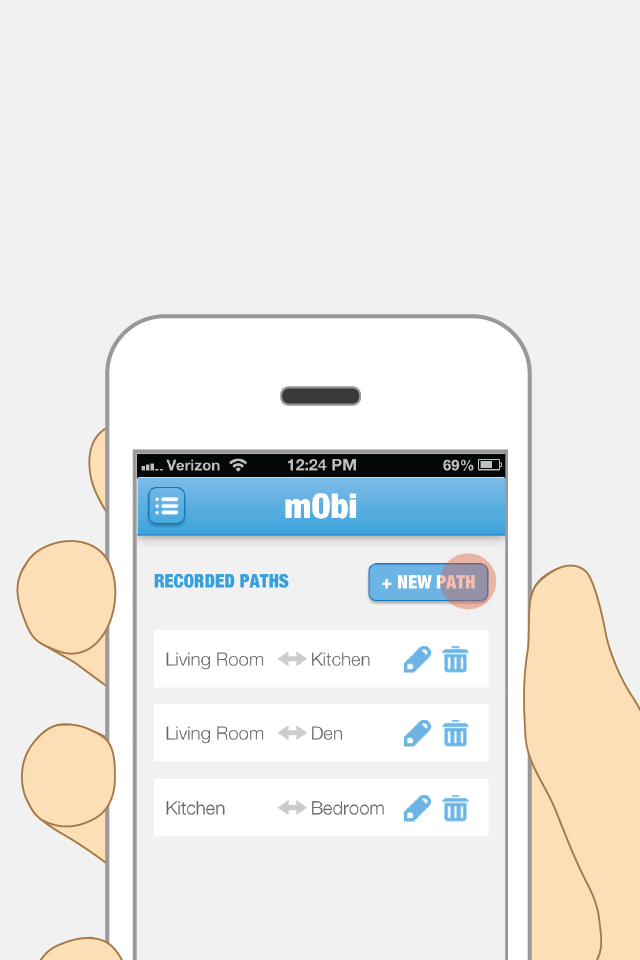 Verizon 12:24 PM 69%
m0bi
RECORDED PATHS + NEW PATH
Living Room Kitchen
Living Room Den
Kitchen Bedroom